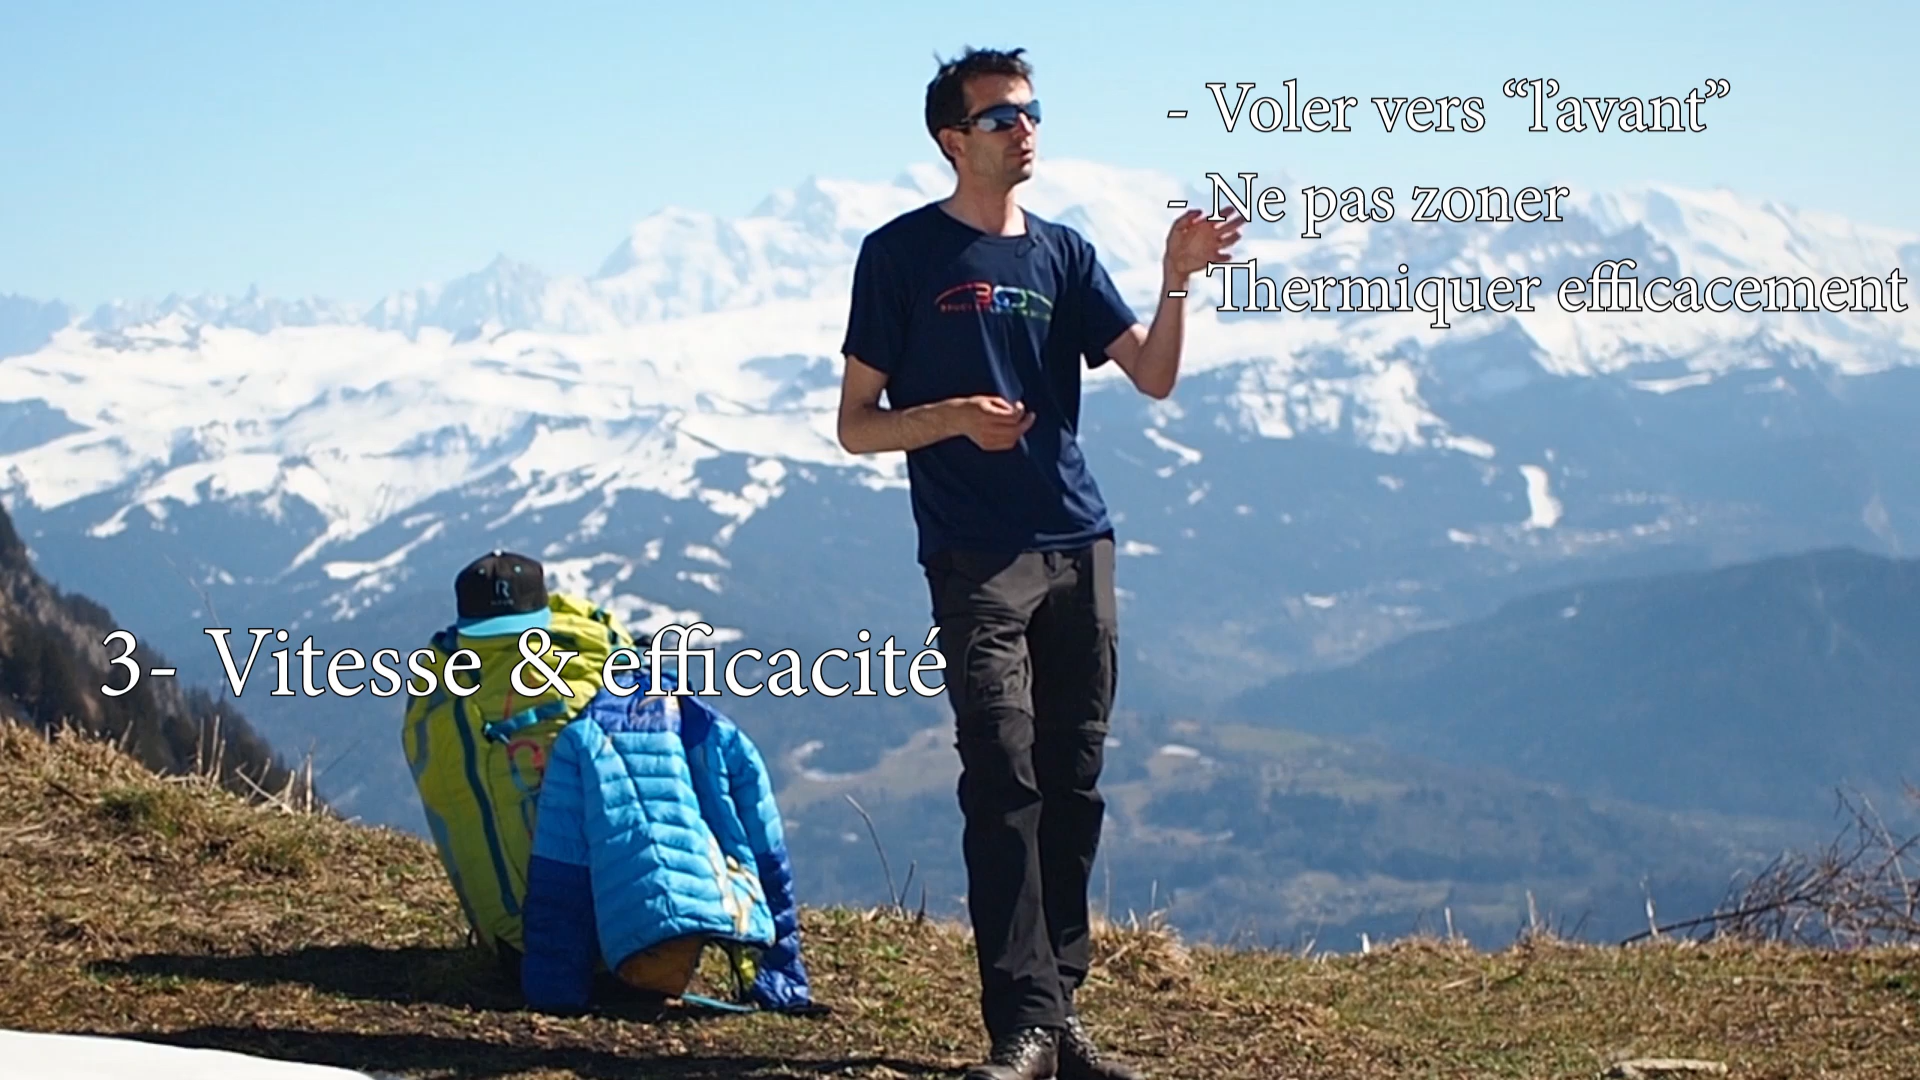 - Voler vers “l’avant”
- Ne pas zoner
- Thermiquer efficacement
3- Vitesse & efficacité